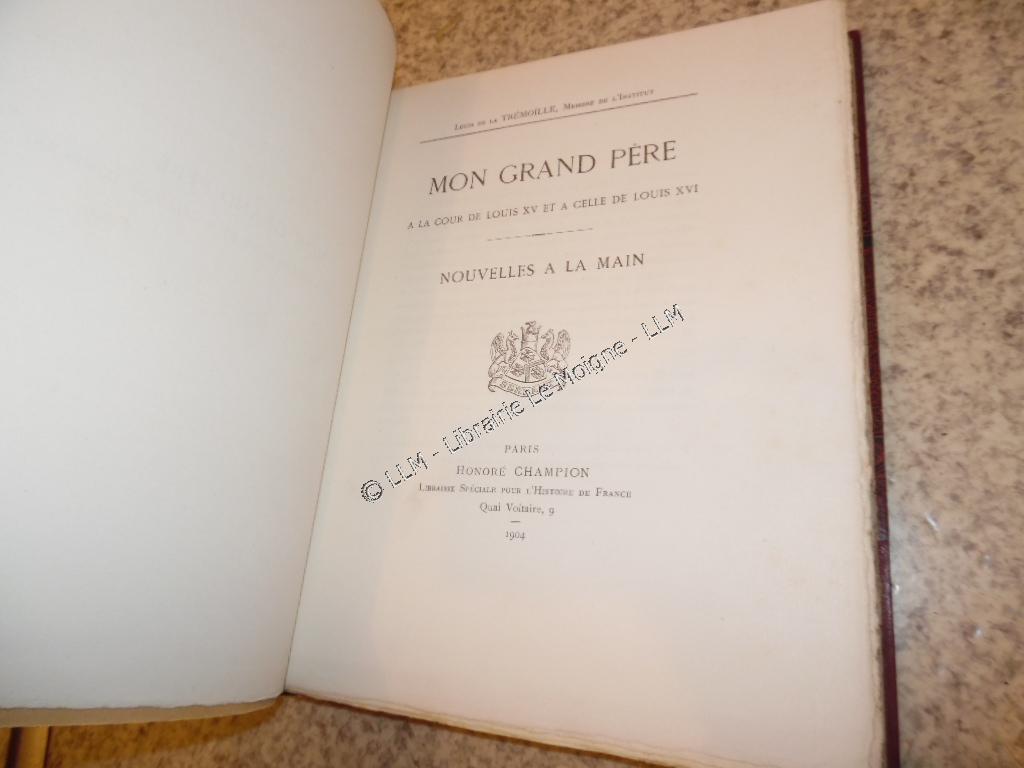 Louis de la TRÉMOILLE, Membre de l'Institut
MON GRAND PÈRE
A LA COUR DE LOUIS XV ET A CELLE DE LOUIS XVI
NOUVELLES A LA MAIN
© LLM - Librairie Le Moigne - LLM
PARIS
Honoré CHAMPION
Librairie Spéciale pour l'Histoire de France
Quai Voltaire, 9
1904